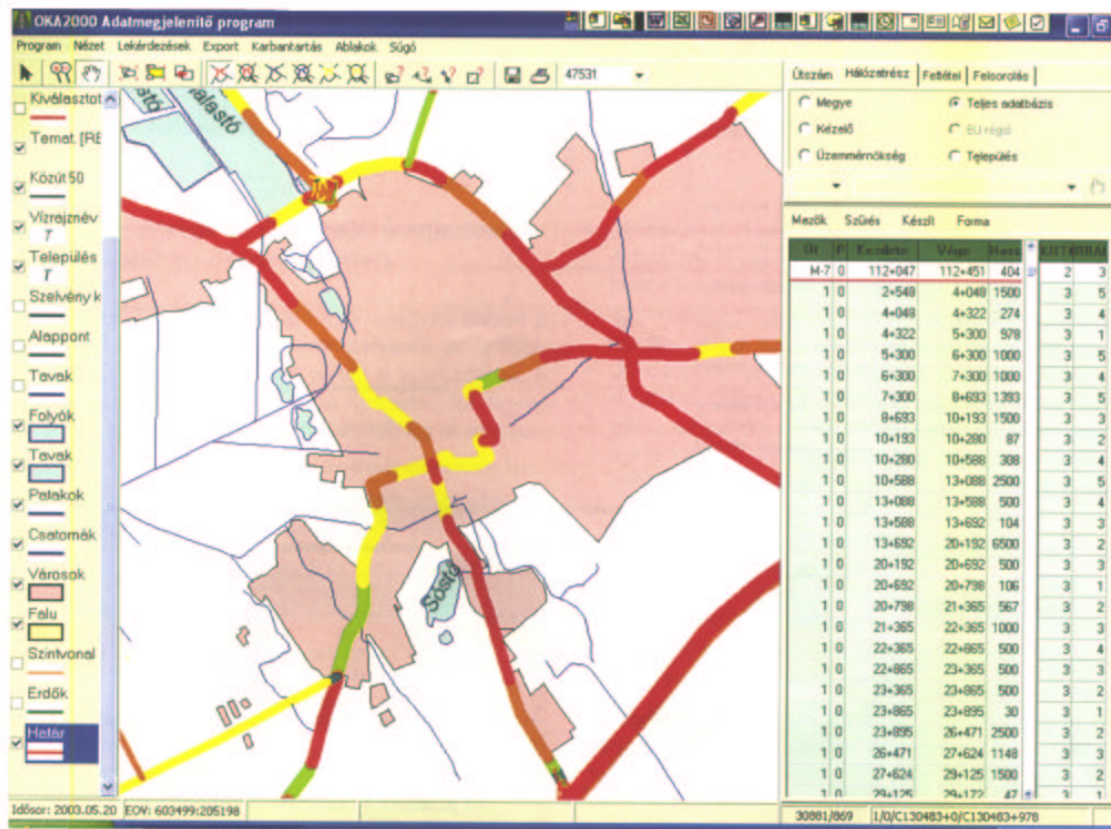 OKA2000 Adatmegjelenítő program
Program Nézet Lekérdezések Export Karbantartás Ablakok Súgó
47531
Útszám Hálózatrész Feltétel Felsorolás
Megye Teljes adatbázis
Kezelő EU régió
Üzemmérnökség Település
Mezők Szűrés Készít Forma
Út P Kezdete Vége Hossz
M-7 0 112+047 112+451 404 2 3
1 0 2+548 4+048 1500 3 5
1 0 4+048 4+322 274 3 4
1 0 4+322 5+300 978 3 1
1 0 5+300 6+300 1000 3 5
1 0 6+300 7+300 1000 3 4
1 0 7+300 8+693 1393 3 5
1 0 8+693 10+193 1500 3 3
1 0 10+193 10+280 87 3 2
1 0 10+280 10+588 308 3 4
1 0 10+588 13+088 2500 3 5
1 0 13+088 13+588 500 3 4
1 0 13+588 13+692 104 3 3
1 0 13+692 20+192 6500 3 2
1 0 20+192 20+692 500 3 3
1 0 20+692 20+798 106 3 1
1 0 20+798 21+365 567 3 2
1 0 21+365 22+365 1000 3 3
1 0 22+365 22+865 500 3 4
1 0 22+865 23+365 500 3 3
1 0 23+365 23+865 500 3 2
1 0 23+865 23+895 30 3 1
1 0 23+895 26+471 2500 3 2
1 0 26+471 27+624 1148 3 3
1 0 27+624 29+125 1500 3 2
1 0 29+125 29+172 47 3 1
Kiválasztot
Temat. [RE
Közút 50
Vízrajznév
T
Település
T
Szelvény k
Alappont
Tavak
Folyók
Tavak
Patakok
Csatornák
Városok
Falu
Szintvonal
Erdők
Határ
stó
alastó
Sóstó
Idősor: 2003.05.20 EOV: 603499:205198
30881/869 1/0/C130483+0/C130483+978